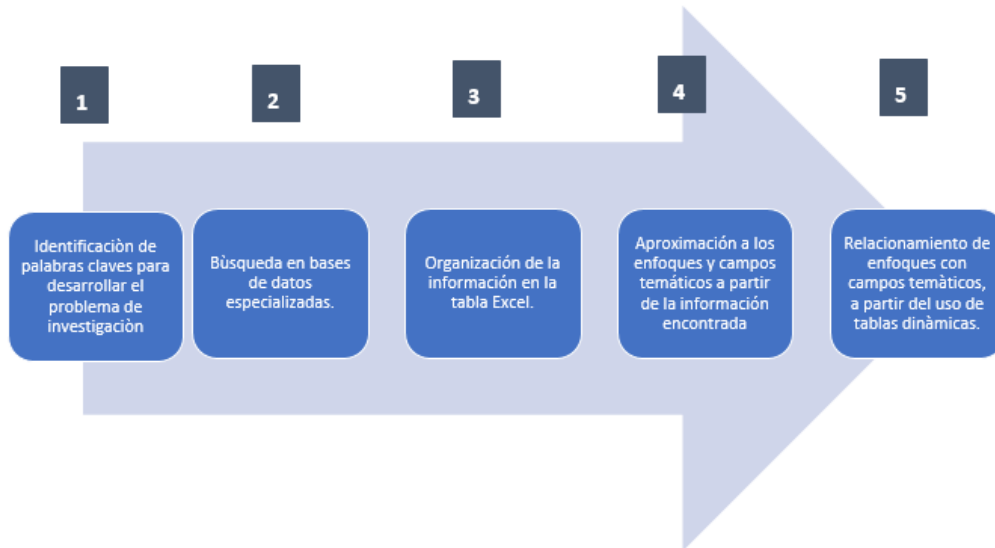 1
2
3
4
5
Identificaciòn de
palabras claves para
desarrollar el
problema de
investigaciòn
Bùsqueda en bases
de datos
especializadas.
Organización de la
información en la
tabla Excel.
Aproximación a los
enfoques y campos
temáticos a partir
de la información
encontrada
Relacionamiento de
enfoques con
campos temàticos,
a partir del uso de
tablas dinàmicas.